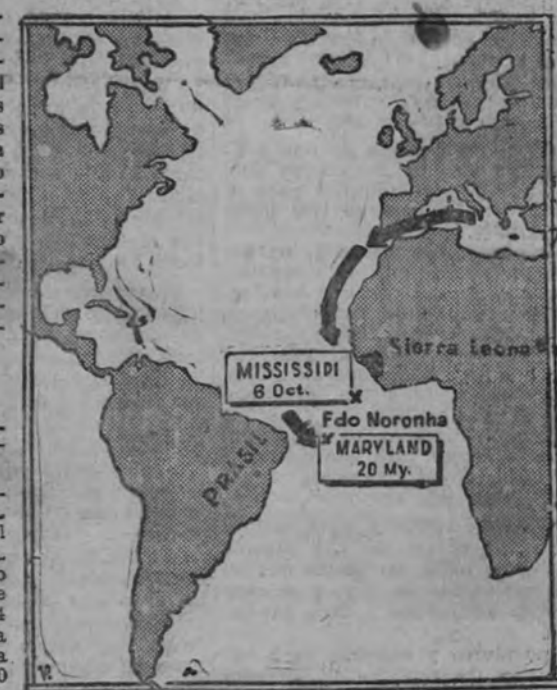 Sierra Leona
MISSISSIPI
6 Oct.
Fdo Noronha
MARYLAND
20 My.
BRASIL